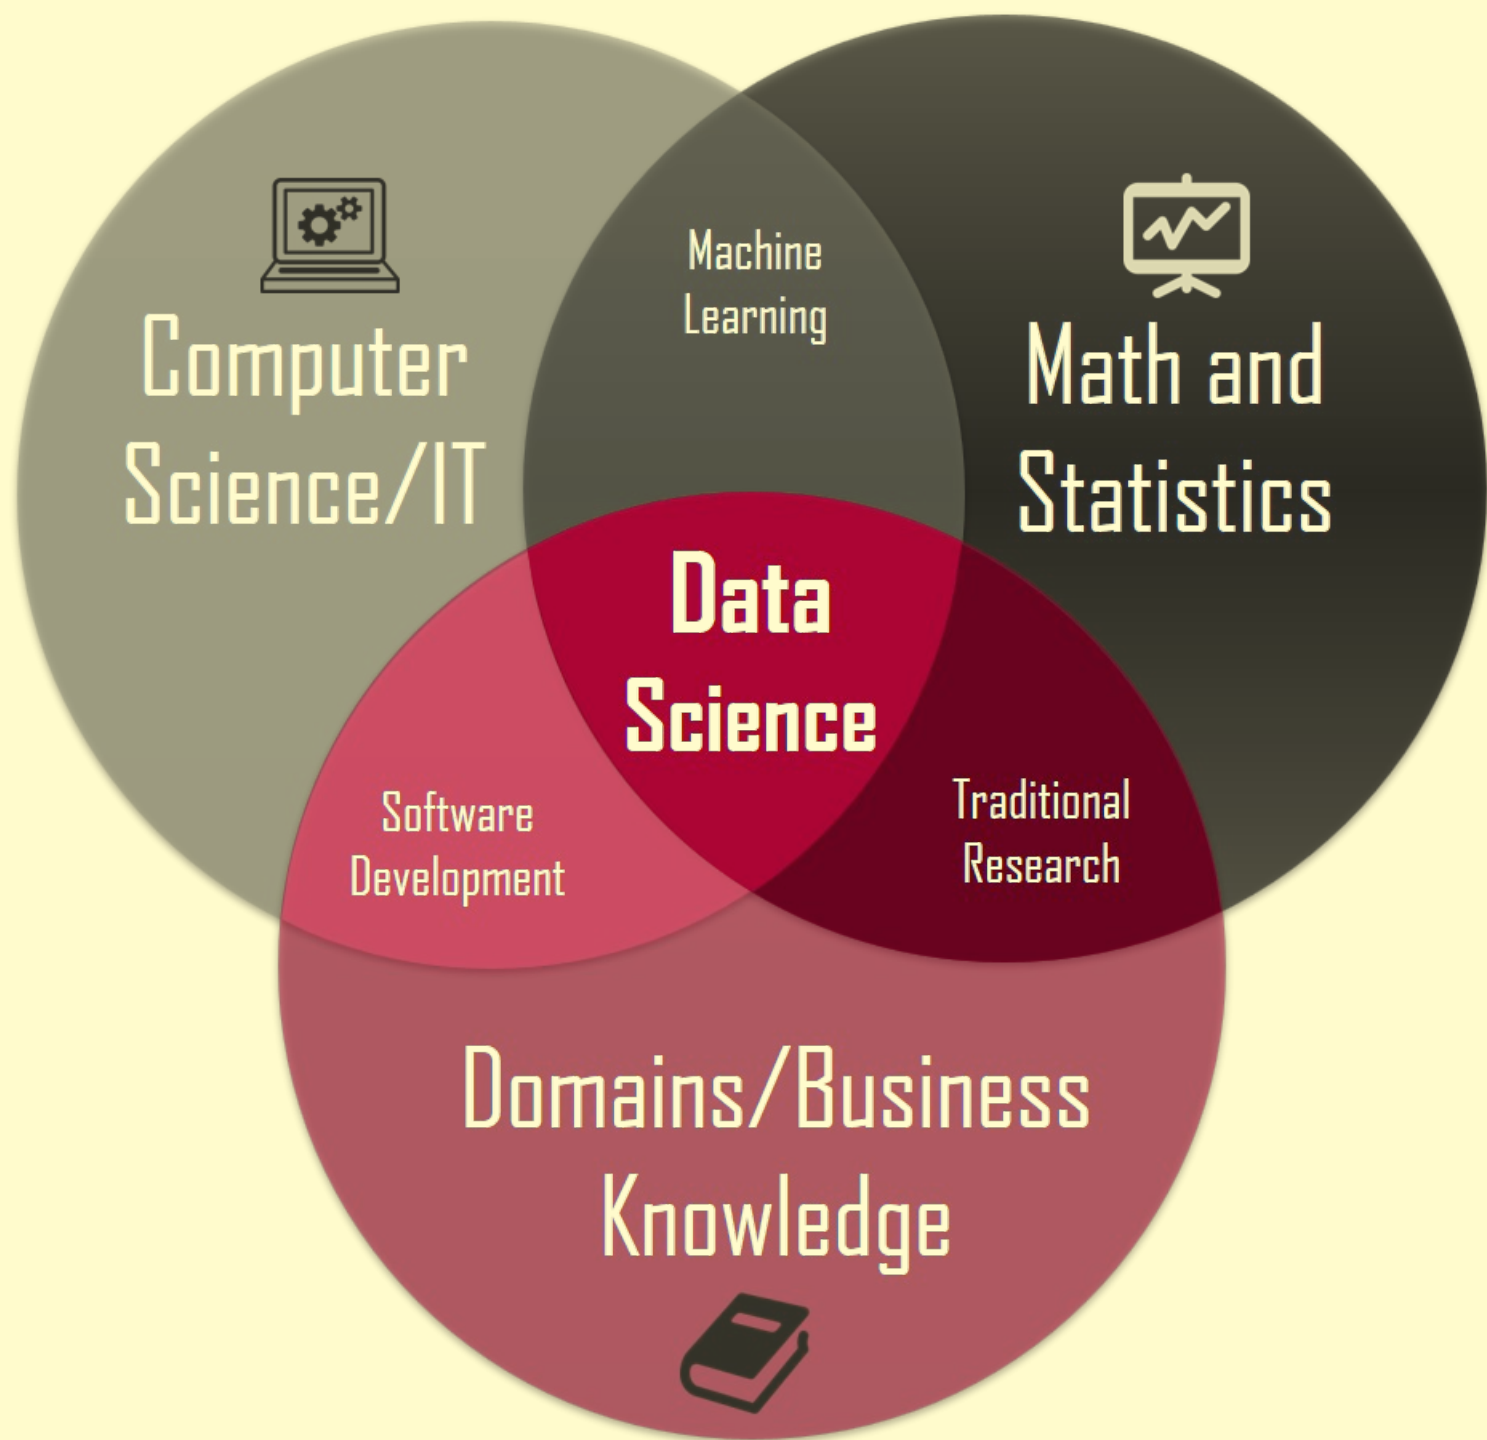 Machine
Learning
Computer
Science/IT
Math and
Statistics
Data
Science
Software
Development
Traditional
Research
Domains/Business
Knowledge